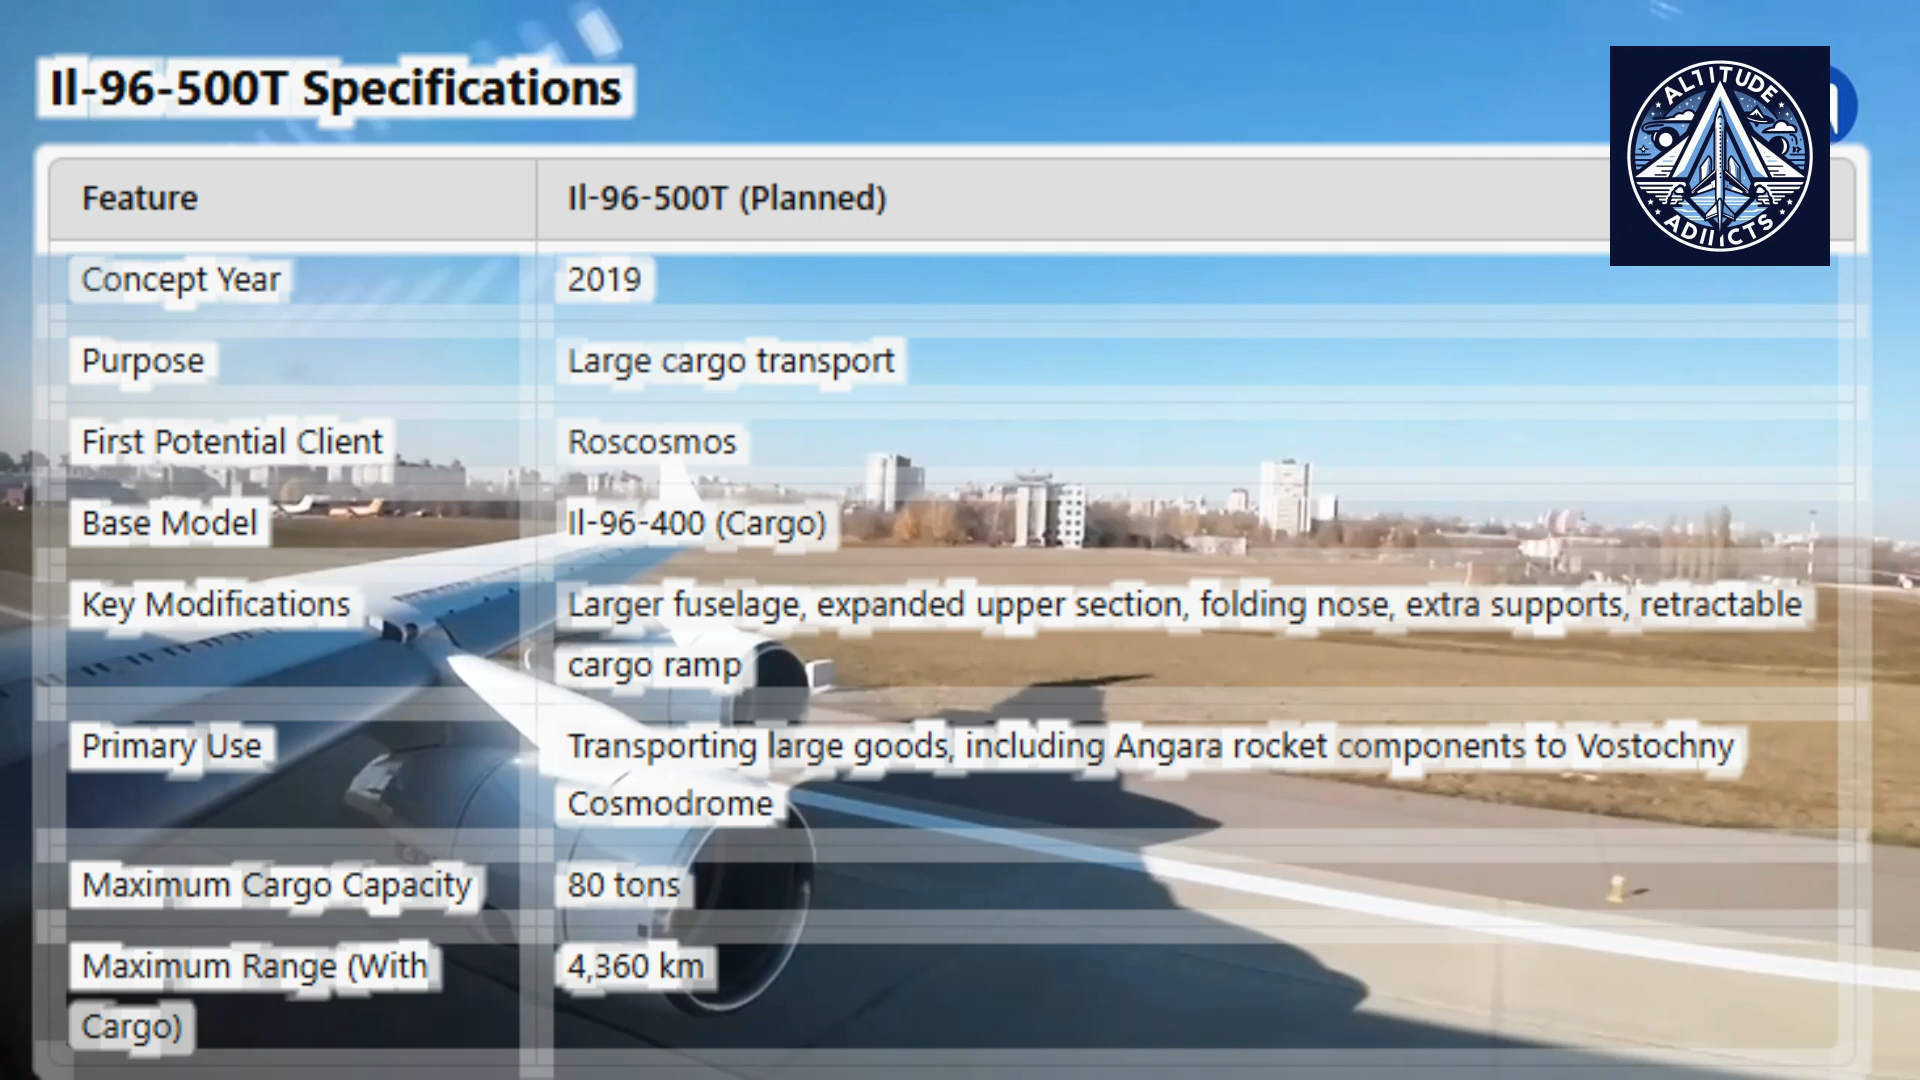 Il-96-500T Specifications
ALTITUDE
ADIICTS
Feature Il-96-500T (Planned)
Concept Year 2019
Purpose Large cargo transport
First Potential Client Roscosmos
Base Model Il-96-400 (Cargo)
Key Modifications Larger fuselage, expanded upper section, folding nose, extra supports, retractable
cargo ramp
Primary Use Transporting large goods, including Angara rocket components to Vostochny
Cosmodrome
Maximum Cargo Capacity 80 tons
Maximum Range (With 4,360 km
Cargo)